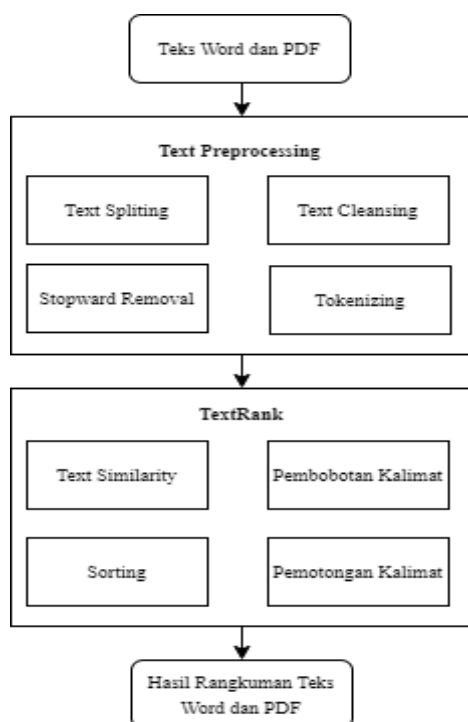 Teks Word dan PDF
Text Preprocessing
Text Spliting
Text Cleansing
Stopward Removal
Tokenizing
TextRank
Text Similarity
Pembobotan Kalimat
Sorting
Pemotongan Kalimat
Hasil Rangkuman Teks
Word dan PDF